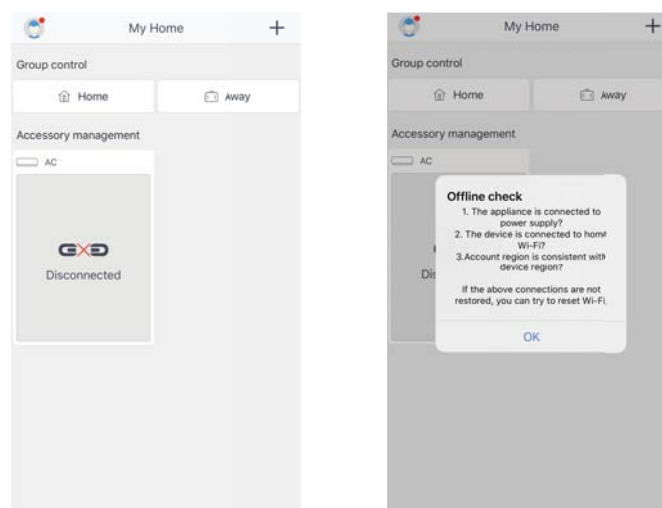 My Home
Group control
Home
Away
Accessory management
AC
Disconnected
My Home
Group control
Home
Away
Accessory management
AC
Offline check
1. The appliance is connected to
power supply?
2. The device is connected to home
Wi-Fi?
3.Account region is consistent with
device region?
If the above connections are not
restored, you can try to reset Wi-Fi.
OK